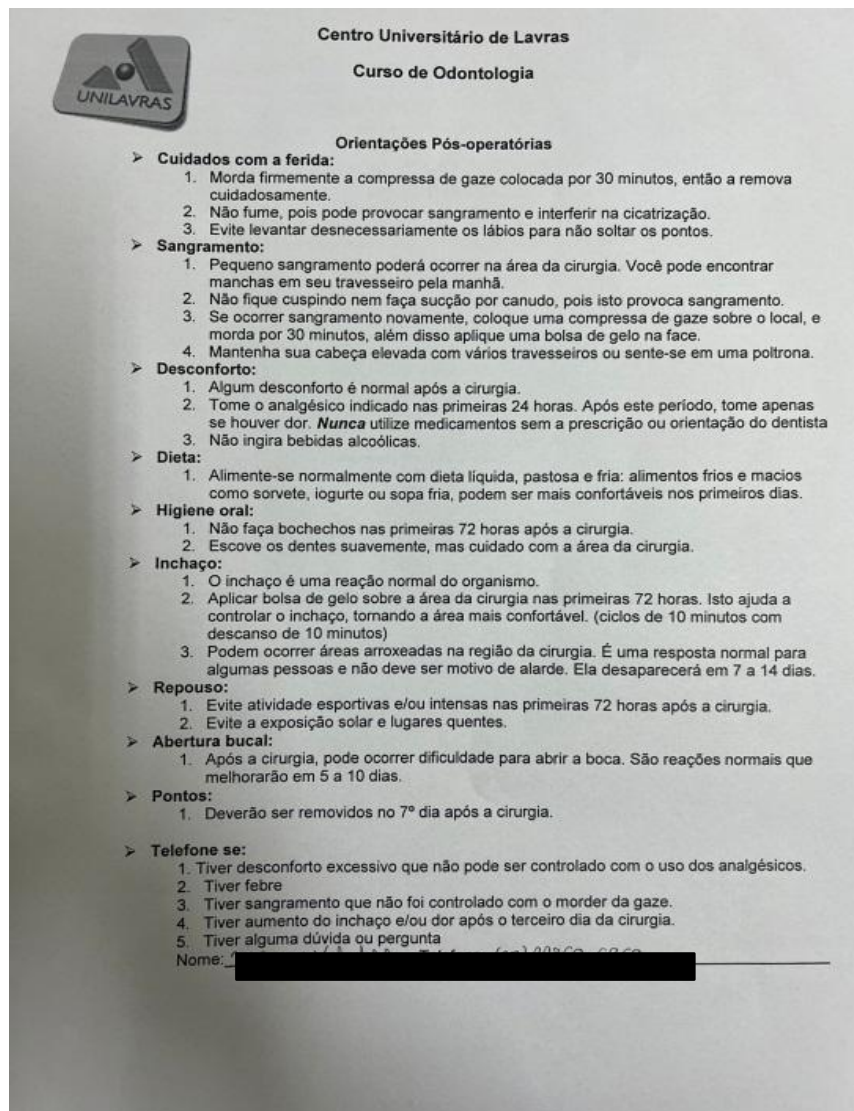 Centro Universitário de Lavras
UNILAVRAS
Curso de Odontologia
Orientações Pós-operatórias
➢ Cuidados com a ferida:
1. Morda firmemente a compressa de gaze colocada por 30 minutos, então a remova
cuidadosamente.
2. Não fume, pois pode provocar sangramento e interferir na cicatrização.
3. Evite levantar desnecessariamente os lábios para não soltar os pontos.
➢ Sangramento:
1. Pequeno sangramento poderá ocorrer na área da cirurgia. Você pode encontrar
manchas em seu travesseiro pela manhã.
2. Não fique cuspindo nem faça sucção por canudo, pois isto provoca sangramento.
3. Se ocorrer sangramento novamente, coloque uma compressa de gaze sobre o local, e
morda por 30 minutos, além disso aplique uma bolsa de gelo na face.
4. Mantenha sua cabeça elevada com vários travesseiros ou sente-se em uma poltrona.
➢ Desconforto:
1. Algum desconforto é normal após a cirurgia.
2. Tome o analgésico indicado nas primeiras 24 horas. Após este período, tome apenas
se houver dor. Nunca utilize medicamentos sem a prescrição ou orientação do dentista
3. Não ingira bebidas alcoólicas.
➢ Dieta:
1. Alimente-se normalmente com dieta líquida, pastosa e fria: alimentos frios e macios
como sorvete, iogurte ou sopa fria, podem ser mais confortáveis nos primeiros dias.
➢ Higiene oral:
1. Não faça bochechos nas primeiras 72 horas após a cirurgia.
2. Escove os dentes suavemente, mas cuidado com a área da cirurgia.
➢ Inchaço:
1. O inchaço é uma reação normal do organismo.
2. Aplicar bolsa de gelo sobre a área da cirurgia nas primeiras 72 horas. Isto ajuda a
controlar o inchaço, tornando a área mais confortável. (ciclos de 10 minutos com
descanso de 10 minutos)
3. Podem ocorrer áreas arroxeadas na região da cirurgia. É uma resposta normal para
algumas pessoas e não deve ser motivo de alarde. Ela desaparecerá em 7 a 14 dias.
➢ Repouso:
1. Evite atividade esportivas e/ou intensas nas primeiras 72 horas após a cirurgia.
2. Evite a exposição solar e lugares quentes.
➢ Abertura bucal:
1. Após a cirurgia, pode ocorrer dificuldade para abrir a boca. São reações normais que
melhorarão em 5 a 10 dias.
➢ Pontos:
1. Deverão ser removidos no 7º dia após a cirurgia.
➢ Telefone se:
1. Tiver desconforto excessivo que não pode ser controlado com o uso dos analgésicos.
2. Tiver febre
3. Tiver sangramento que não foi controlado com o morder da gaze.
4. Tiver aumento do inchaço e/ou dor após o terceiro dia da cirurgia.
5. Tiver alguma dúvida ou pergunta
Nome: